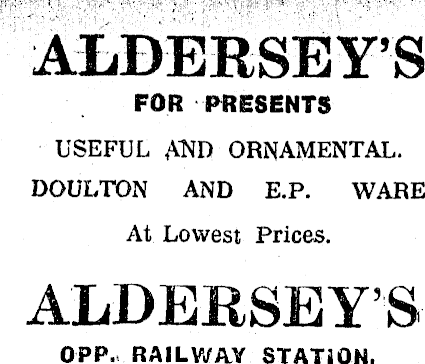 ALDERSEY'S
FOR PRESENTS
USEFUL AND ORNAMENTAL.
DOULTON AND E.P. WARE
At Lowest Prices.
ALDERSEY'S
OPP. RAILWAY STATION.